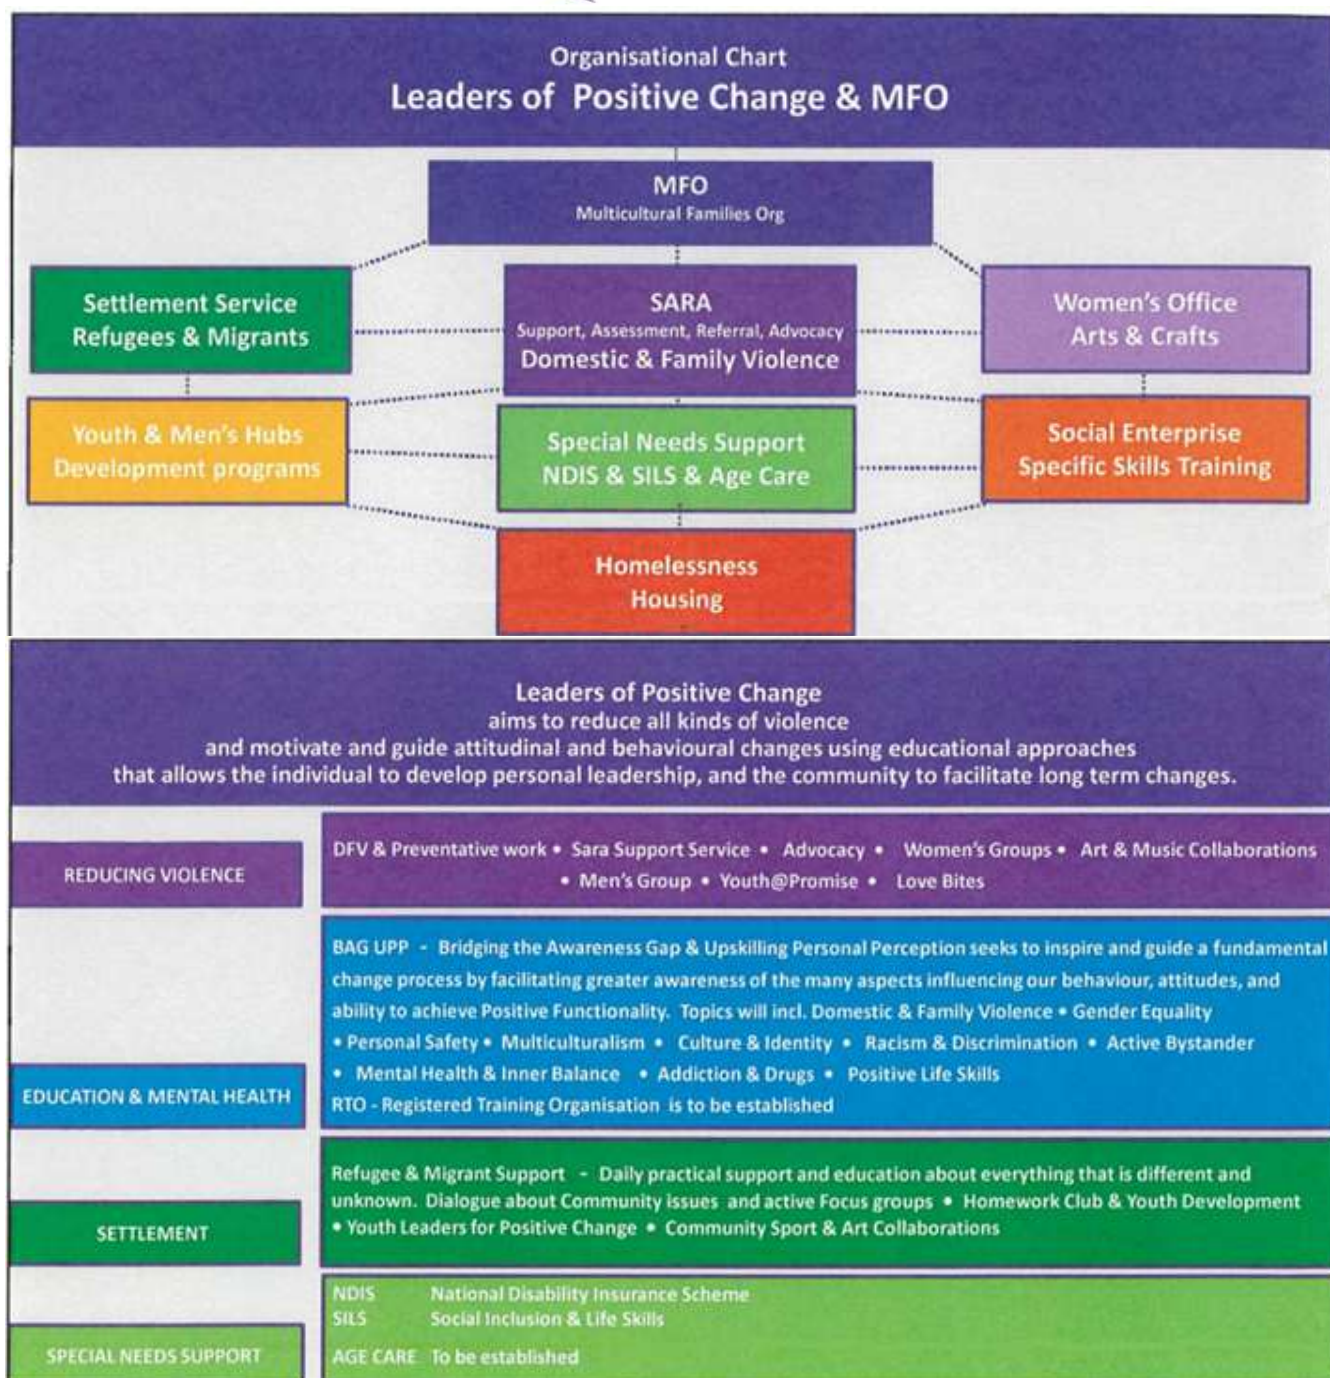 Organisational Chart
Leaders of Positive Change & MFO
MFO
Multicultural Families Org
Settlement Service
Refugees & Migrants
SARA
Support, Assessment, Referral, Advocacy
Domestic & Family Violence
Women's Office
Arts & Crafts
Youth & Men's Hubs
Development programs
Special Needs Support
NDIS & SILS & Age Care
Social Enterprise
Specific Skills Training
Homelessness
Housing
Leaders of Positive Change
aims to reduce all kinds of violence
and motivate and guide attitudinal and behavioural changes using educational approaches
that allows the individual to develop personal leadership, and the community to facilitate long term changes.
REDUCING VIOLENCE
DFV & Preventative work • Sara Support Service • Advocacy • Women's Groups • Art & Music Collaborations
• Men's Group • Youth@Promise • Love Bites
EDUCATION & MENTAL HEALTH
BAG UPP - Bridging the Awareness Gap & Upskilling Personal Perception seeks to inspire and guide a fundamental
change process by facilitating greater awareness of the many aspects influencing our behaviour, attitudes, and
ability to achieve Positive Functionality. Topics will incl. Domestic & Family Violence • Gender Equality
• Personal Safety • Multiculturalism • Culture & Identity • Racism & Discrimination • Active Bystander
• Mental Health & Inner Balance • Addiction & Drugs • Positive Life Skills
RTO - Registered Training Organisation is to be established
SETTLEMENT
Refugee & Migrant Support - Daily practical support and education about everything that is different and
unknown. Dialogue about Community issues and active Focus groups • Homework Club & Youth Development
• Youth Leaders for Positive Change • Community Sport & Art Collaborations
SPECIAL NEEDS SUPPORT
NDIS National Disability Insurance Scheme
SILS Social Inclusion & Life Skills
AGE CARE To be established